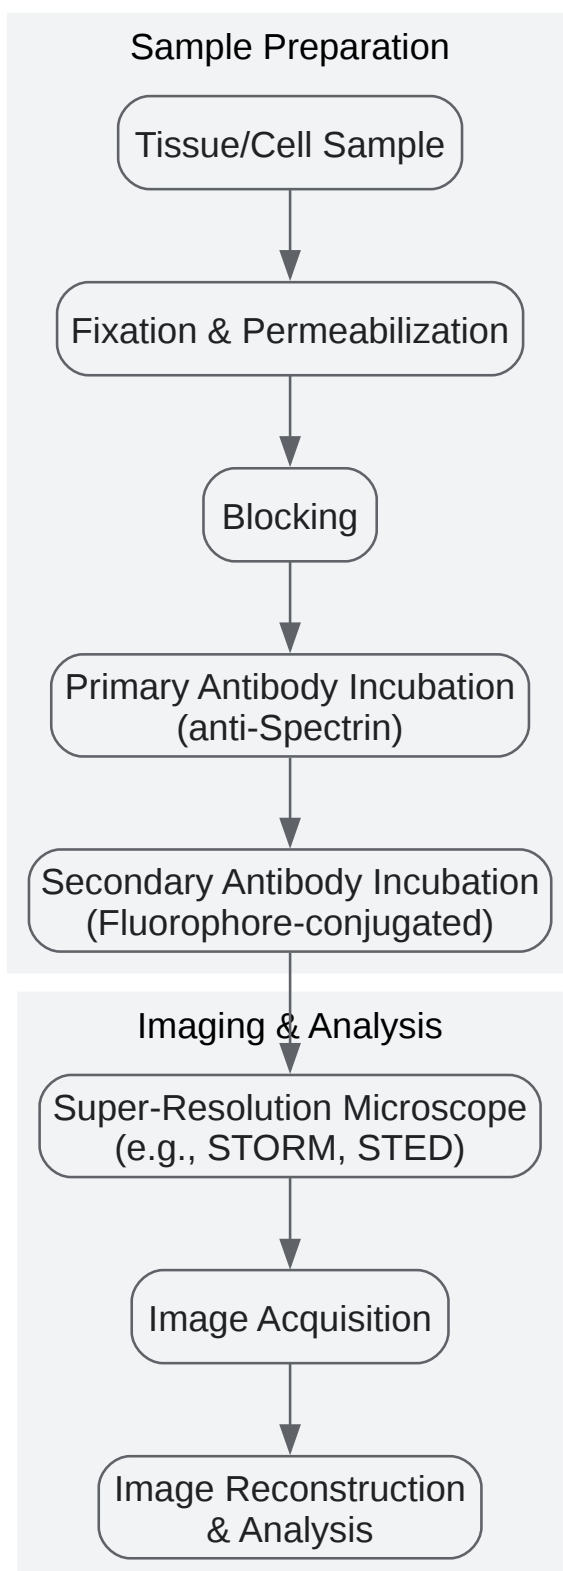 Sample Preparation
Tissue/Cell Sample
Fixation & Permeabilization
Blocking
Primary Antibody Incubation
(anti-Spectrin)
Secondary Antibody Incubation
(Fluorophore-conjugated)
Imaging & Analysis
Super-Resolution Microscope
(e.g., STORM, STED)
Image Acquisition
Image Reconstruction
& Analysis